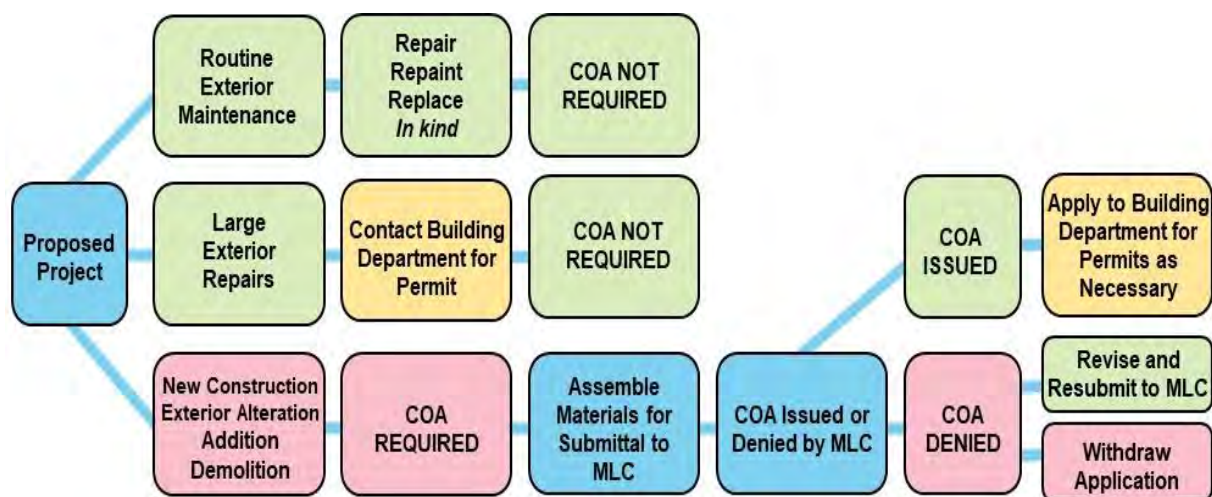 Routine
Exterior
Maintenance
Repair
Repaint
Replace
In kind
COA NOT
REQUIRED
Proposed
Project
Large
Exterior
Repairs
Contact Building
Department for
Permit
COA NOT
REQUIRED
New Construction
Exterior Alteration
Addition
Demolition
COA
REQUIRED
Assemble
Materials for
Submittal to
MLC
COA Issued or
Denied by MLC
COA
ISSUED
Apply to Building
Department for
Permits as
Necessary
COA
DENIED
Revise and
Resubmit to MLC
Withdraw
Application